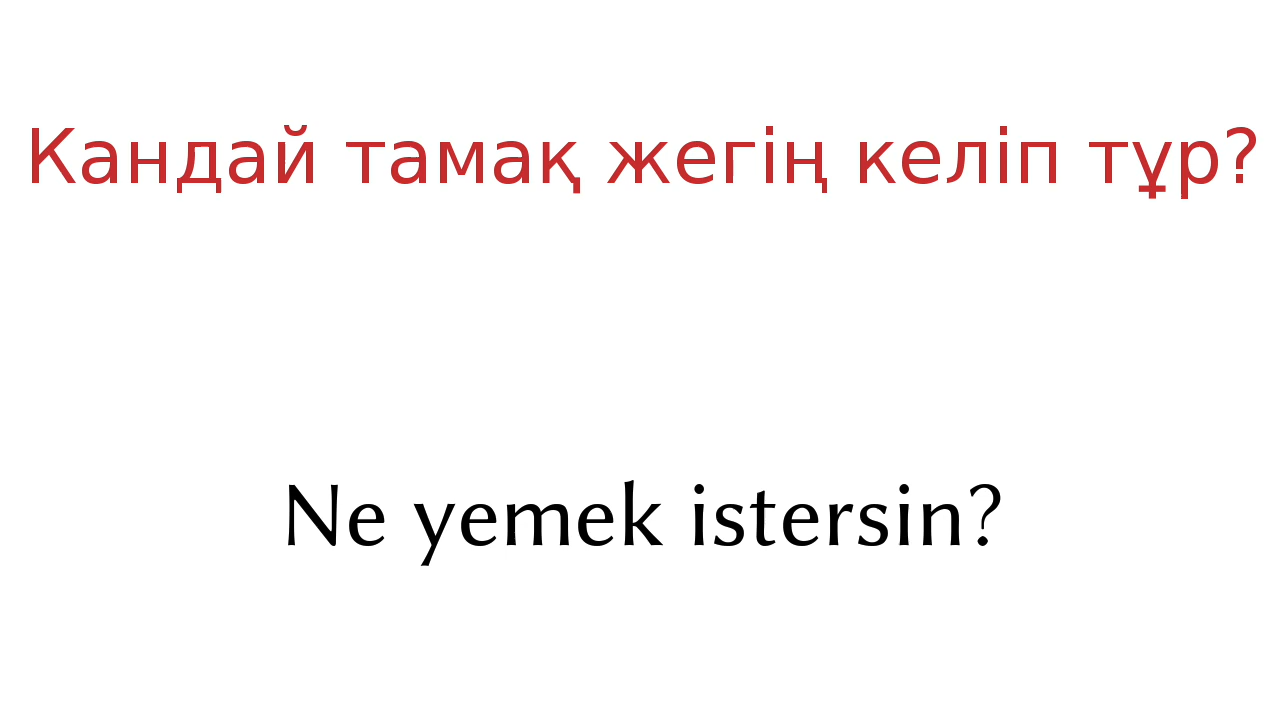 Кандай тамақ жегің келіп тұр?
Ne yemek istersin?